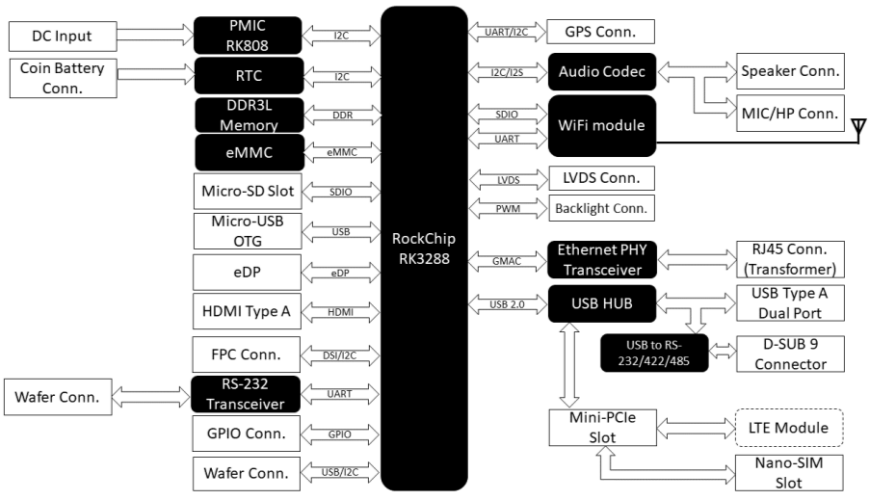 DC Input
PMIC
RK808
I2C
Coin Battery
Conn.
RTC
I2C
DDR3L
Memory
DDR
eMMC
eMMC
Micro-SD Slot
SDIO
Micro-USB
OTG
USB
eDP
eDP
HDMI Type A
HDMI
FPC Conn.
DSI/I2C
Wafer Conn.
RS-232
Transceiver
UART
GPIO Conn.
GPIO
Wafer Conn.
USB/I2C
RockChip
RK3288
UART/I2C
GPS Conn.
I2C/I2S
Audio Codec
Speaker Conn.
MIC/HP Conn.
SDIO
UART
WiFi module
LVDS
LVDS Conn.
PWM
Backlight Conn.
GMAC
Ethernet PHY
Transceiver
RJ45 Conn.
(Transformer)
USB 2.0
USB HUB
USB Type A
Dual Port
USB to RS-
232/422/485
D-SUB 9
Connector
Mini-PCIe
Slot
LTE Module
Nano-SIM
Slot